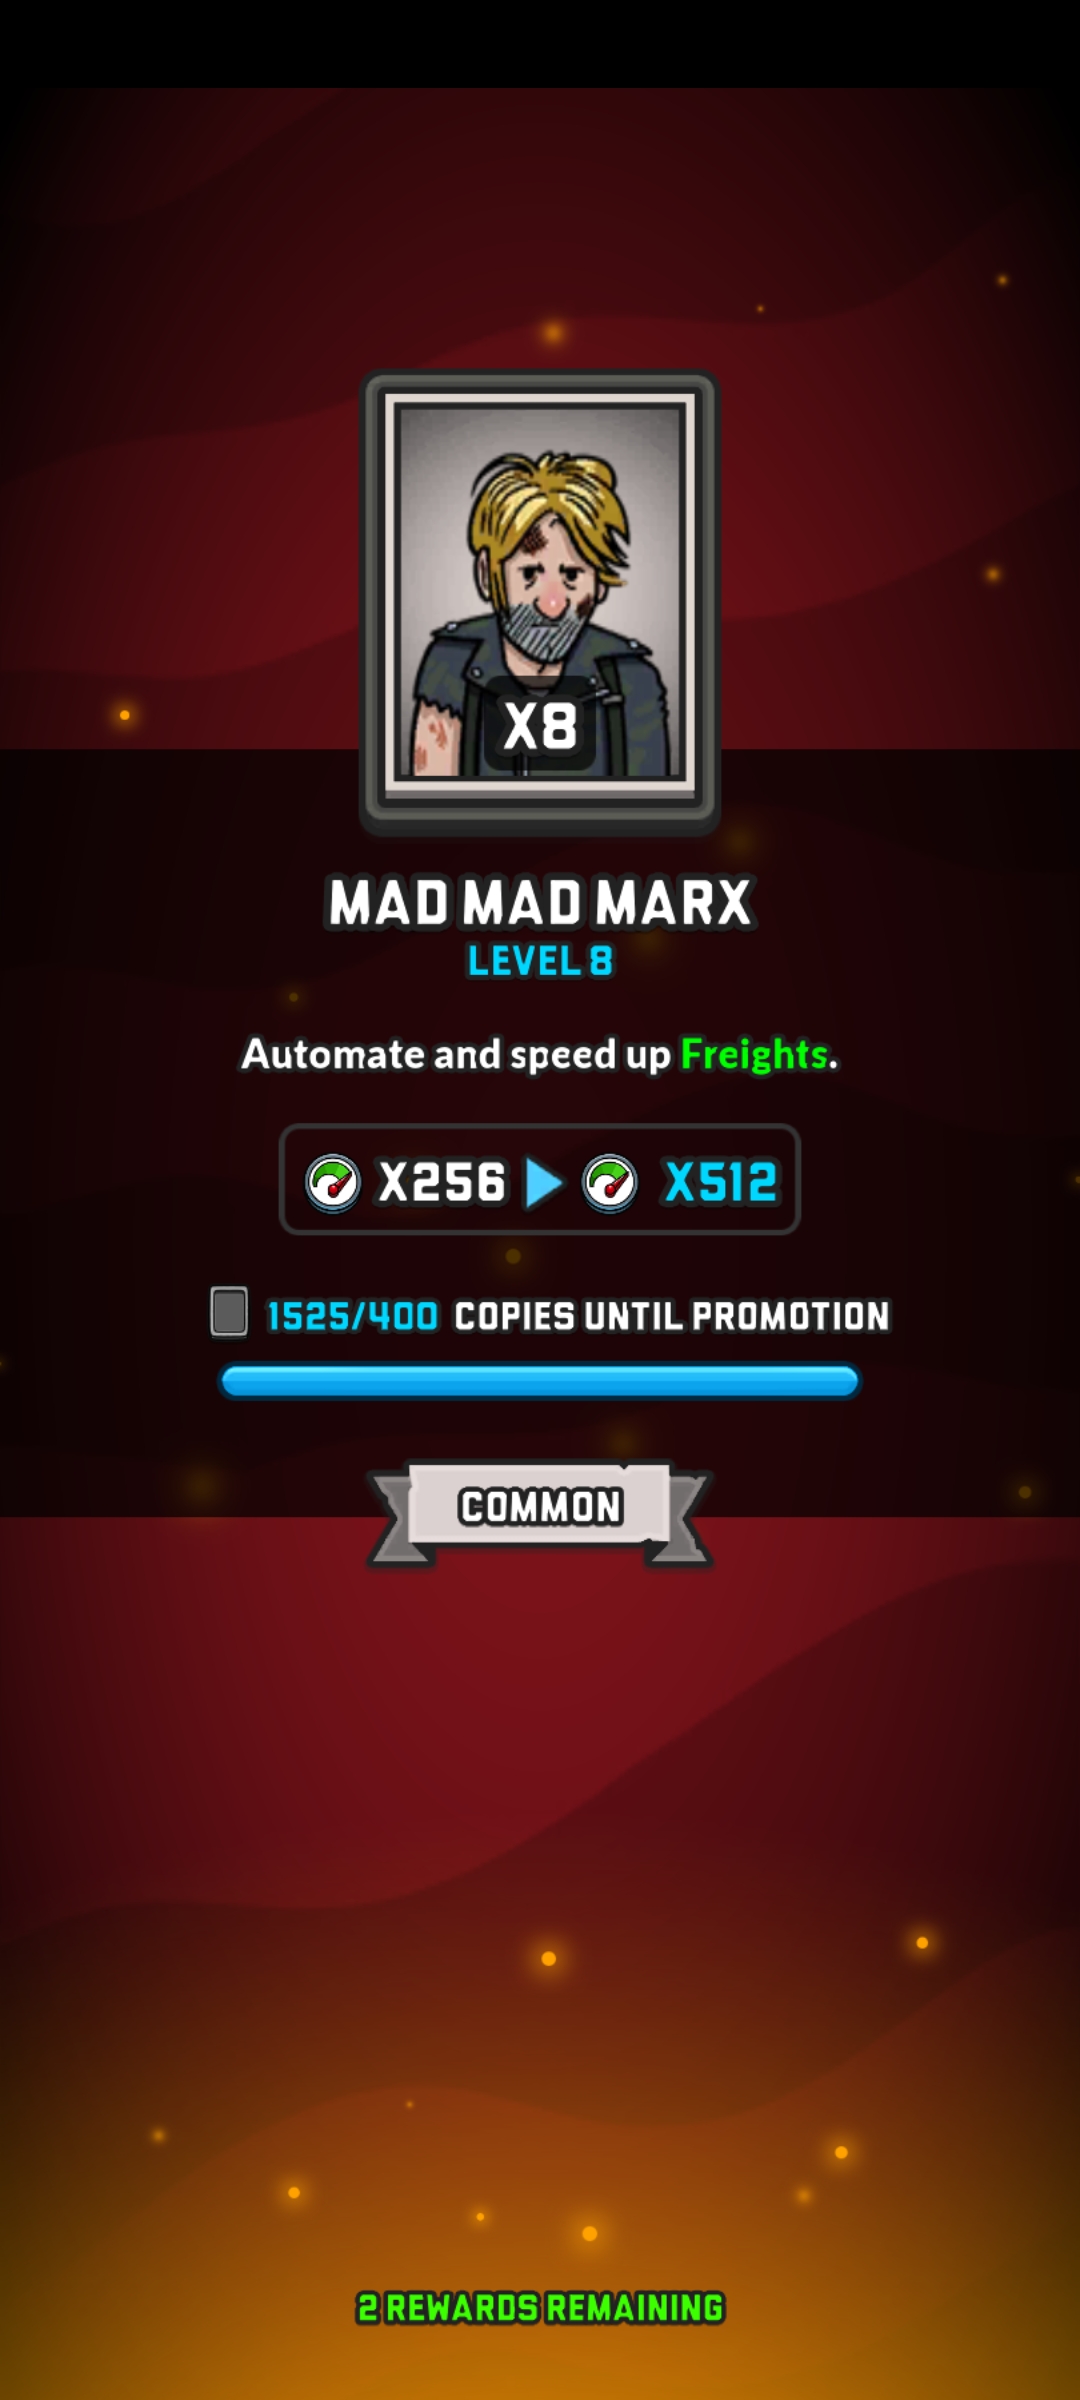 X8
MAD MAD MARX
LEVEL 8
Automate and speed up Freights.
X256 X512
1525/400 COPIES UNTIL PROMOTION
COMMON
2 REWARDS REMAINING